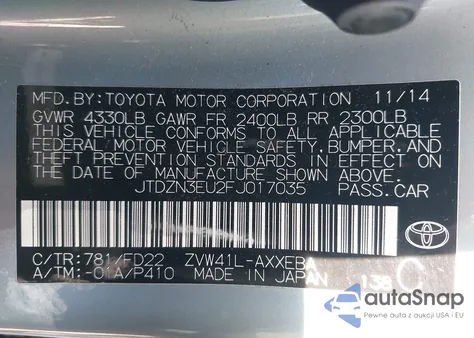 MFD.BY:TOYOTA MOTOR CORPORATION 11/14
GVWR 4330LB GAWR FR 2400LB RR 2300LB
THIS VEHICLE CONFORMS TO ALL APPLICABLE
FEDERAL MOTOR VEHICLE SAFETY, BUMPER, AND
THEFT PREVENTION STANDARDS IN EFFECT ON
THE DATE OF MANUFACTURE SHOWN ABOVE.
JTDZN3EU2FJ017035 PASS.CAR
C/TR:781/FD22 ZVW41L-AXXEBA
A/TM:-01A/P410 MADE IN JAPAN 138 C
TOYOTA
autoSnap
Pewne auta z aukcji USA i EU